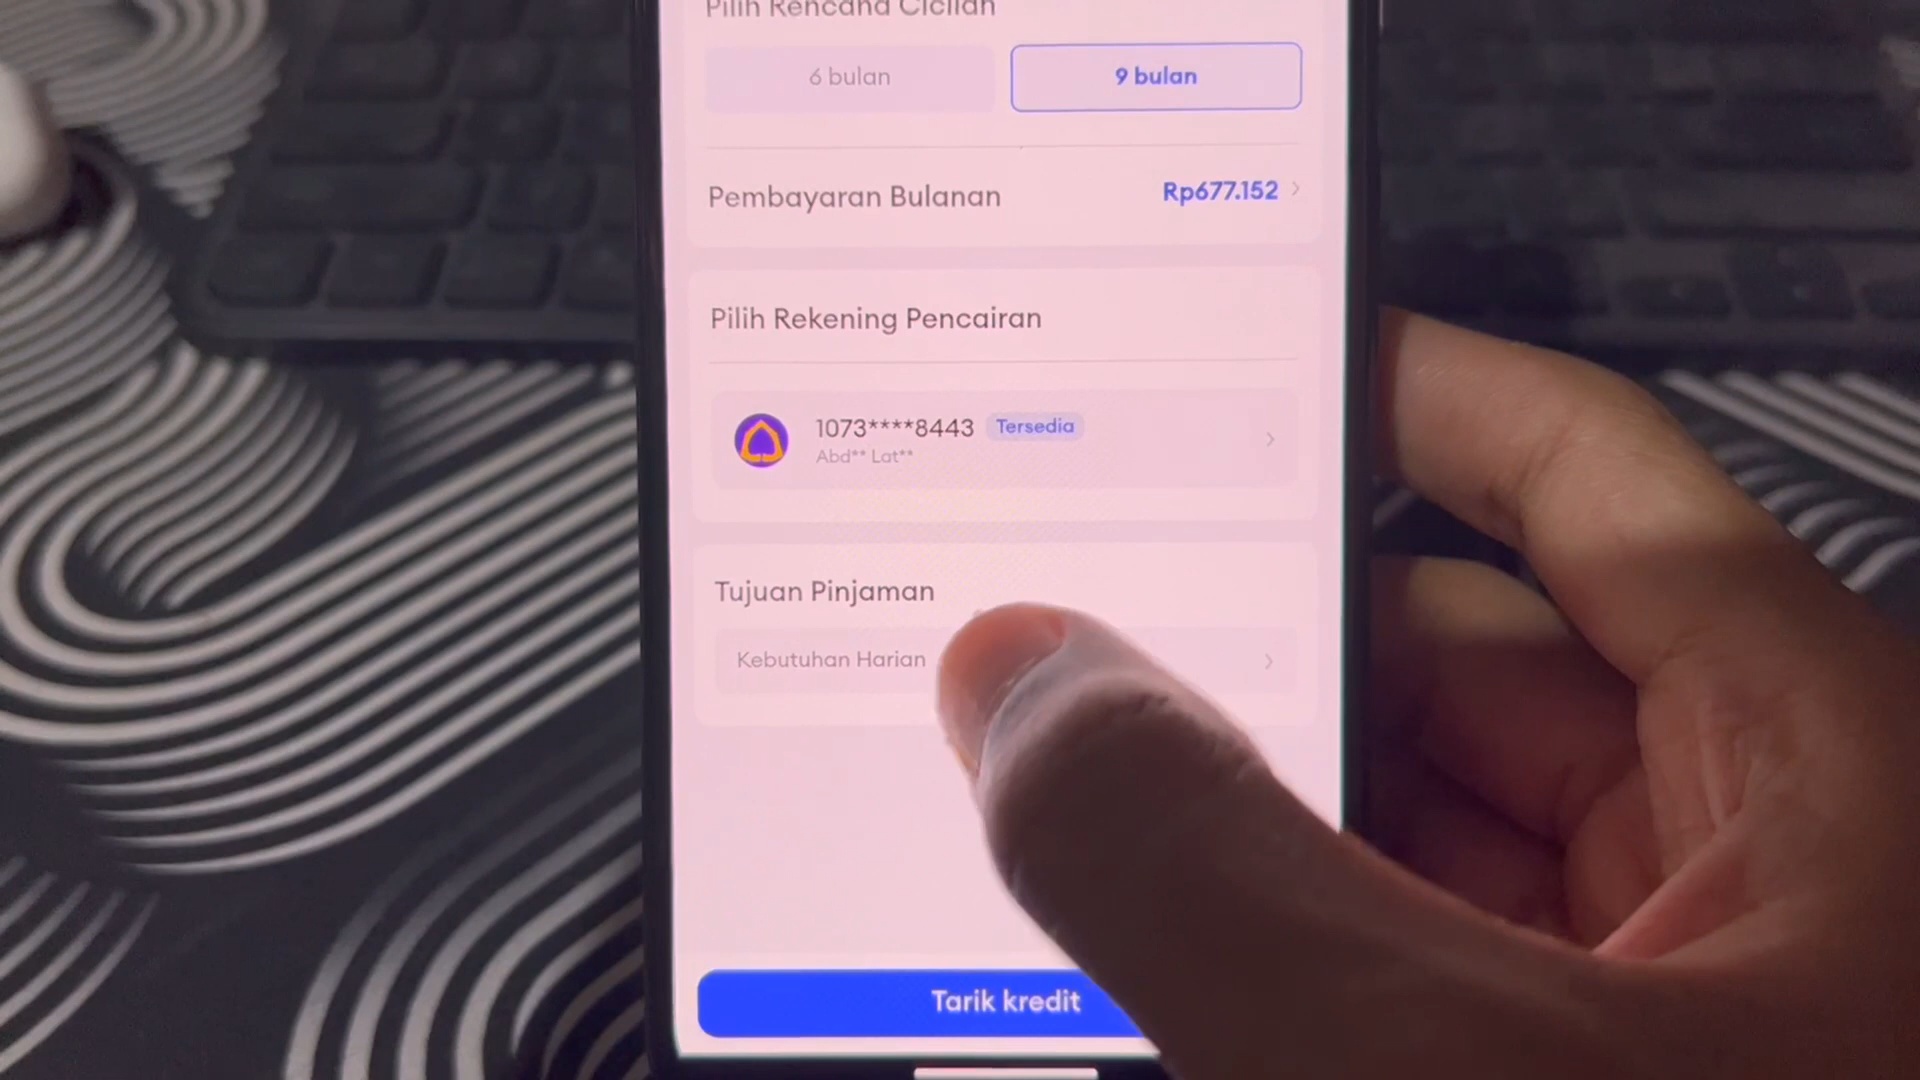 Pilih Rencana Cicilan
6 bulan
9 bulan
Pembayaran Bulanan
Rp677.152
Pilih Rekening Pencairan
1073****8443
Tersedia
Abd** Lat**
Tujuan Pinjaman
Kebutuhan Harian
Tarik kredit